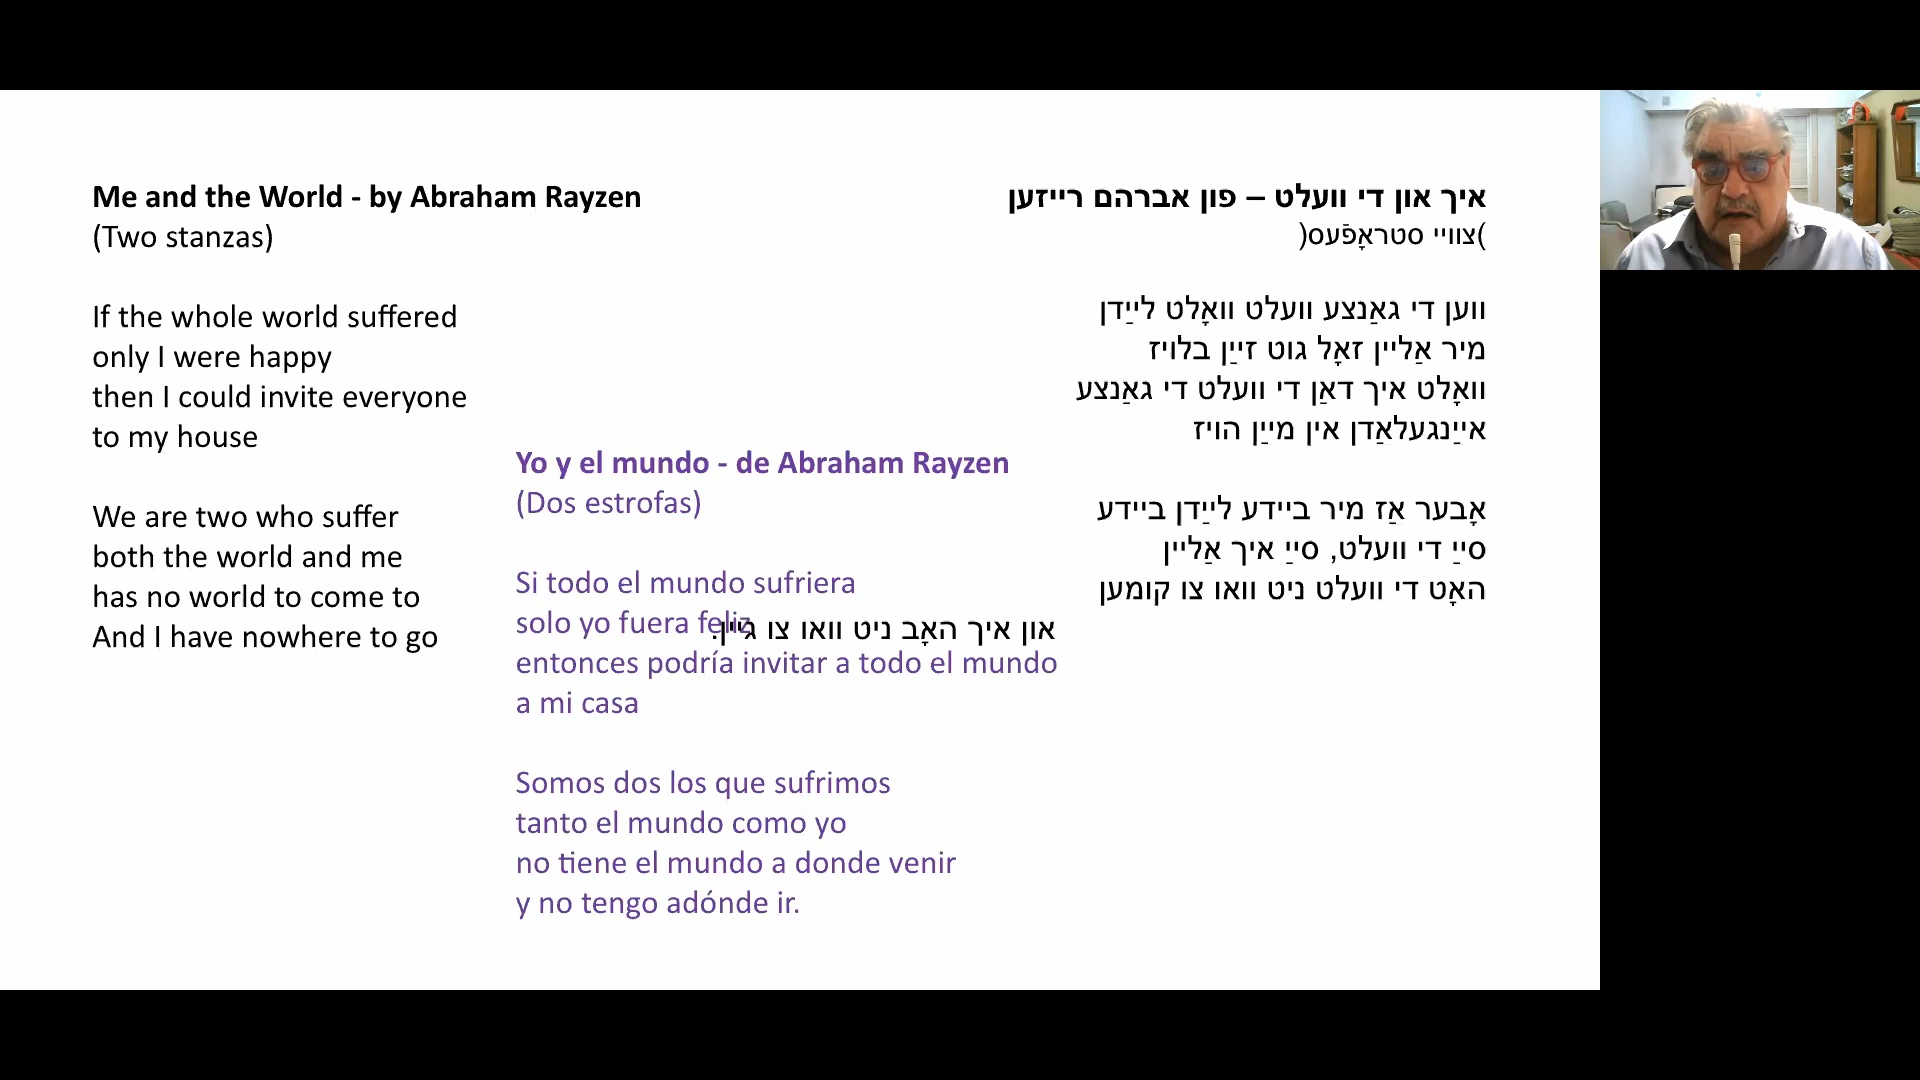 Me and the World - by Abraham Rayzen
(Two stanzas)
If the whole world suffered
only I were happy
then I could invite everyone
to my house
We are two who suffer
both the world and me
has no world to come to
And I have nowhere to go
Yo y el mundo - de Abraham Rayzen
(Dos estrofas)
Si todo el mundo sufriera
solo yo fuera feliz
entonces podría invitar a todo el mundo
a mi casa
Somos dos los que sufrimos
tanto el mundo como yo
no tiene el mundo a donde venir
y no tengo adónde ir.
איך און די וועלט – פון אברהם רייזען
(צוויי סטראָפֿעס)
ווען די גאַנצע וועלט וואָלט לייַדן
מיר אַליין זאָל גוט זייַן בלויז
וואָלט איך דאַן די וועלט די גאַנצע
אייַנגעלאַדן אין מייַן הויז
אָבער אַז מיר ביידע לייַדן ביידע
סייַ די וועלט, סייַ איך אַליין
האָט די וועלט ניט וואו צו קומען
און איך האָב ניט וואו צו גיין.